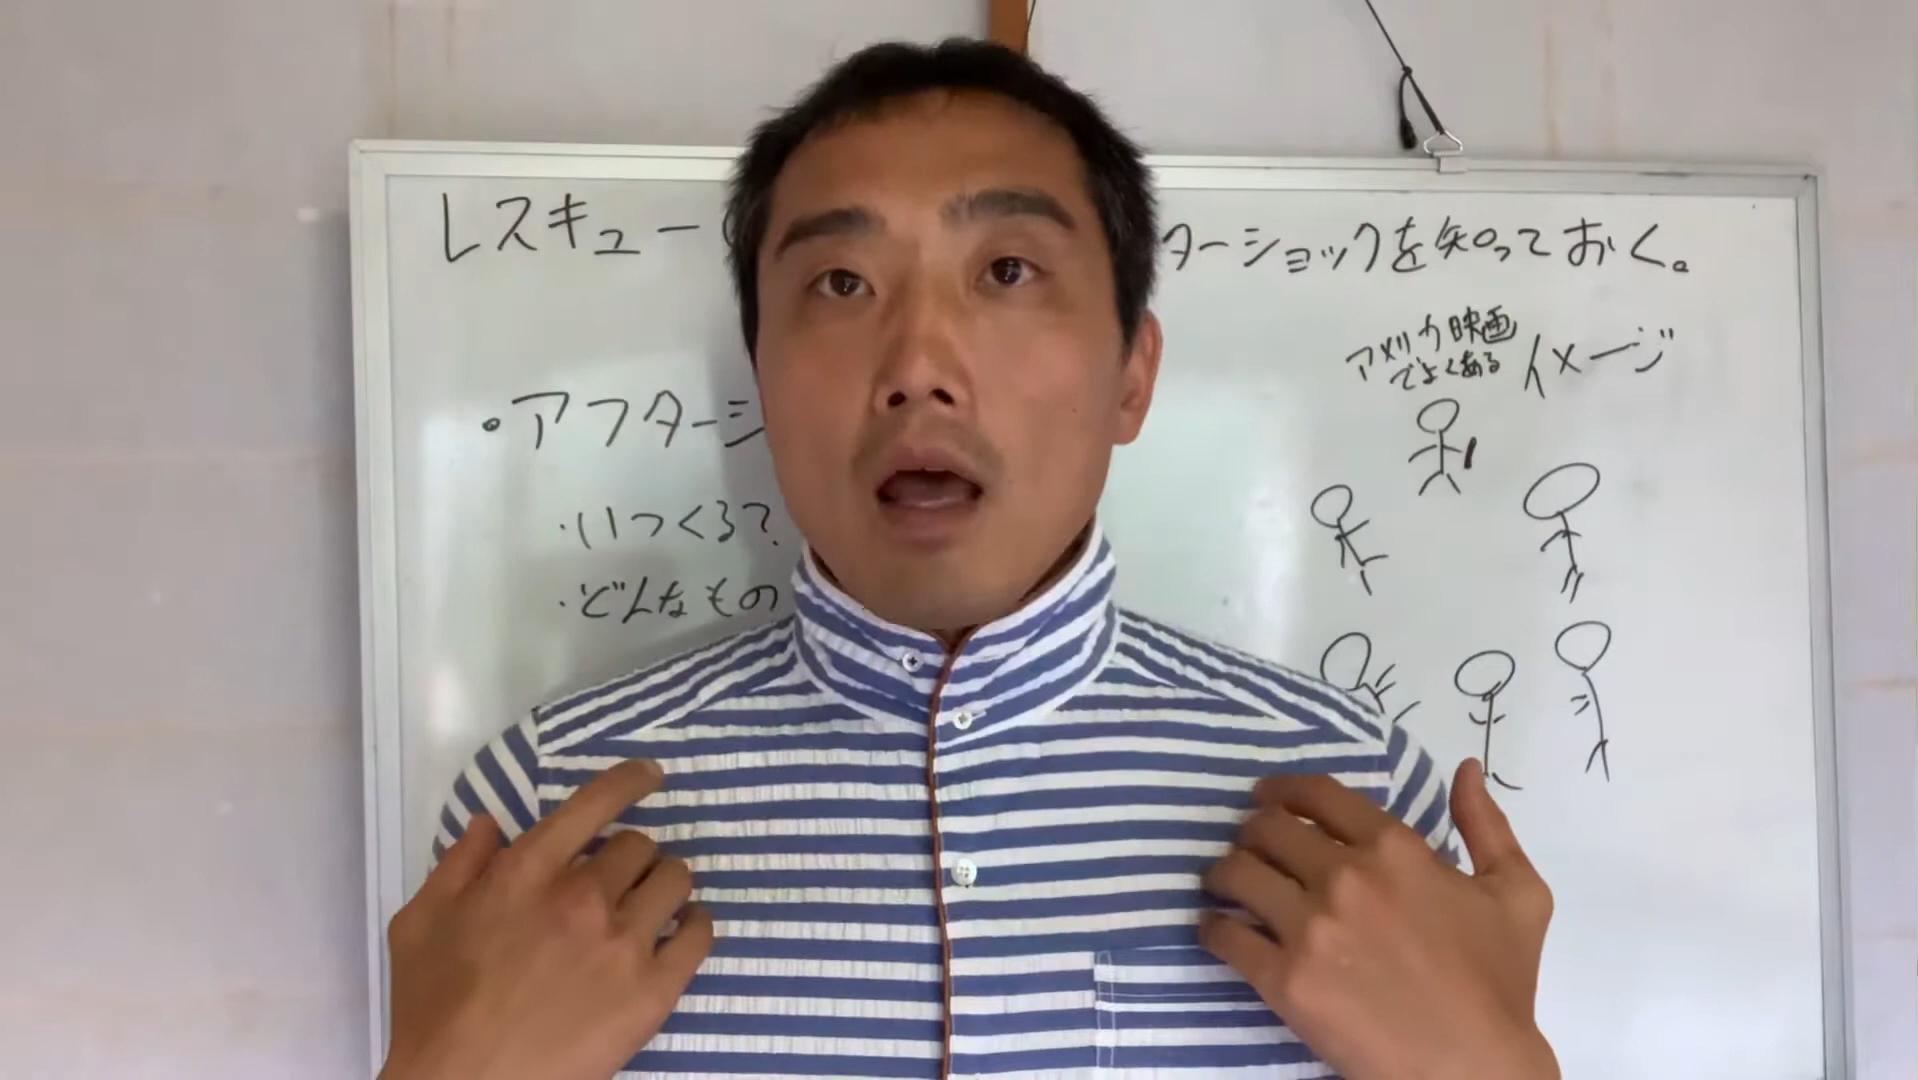 レスキュー ターショックを知っておく。
アメリカ映画
でよくある
イメージ
・アフターシ
・いつくる？
・どんなもの